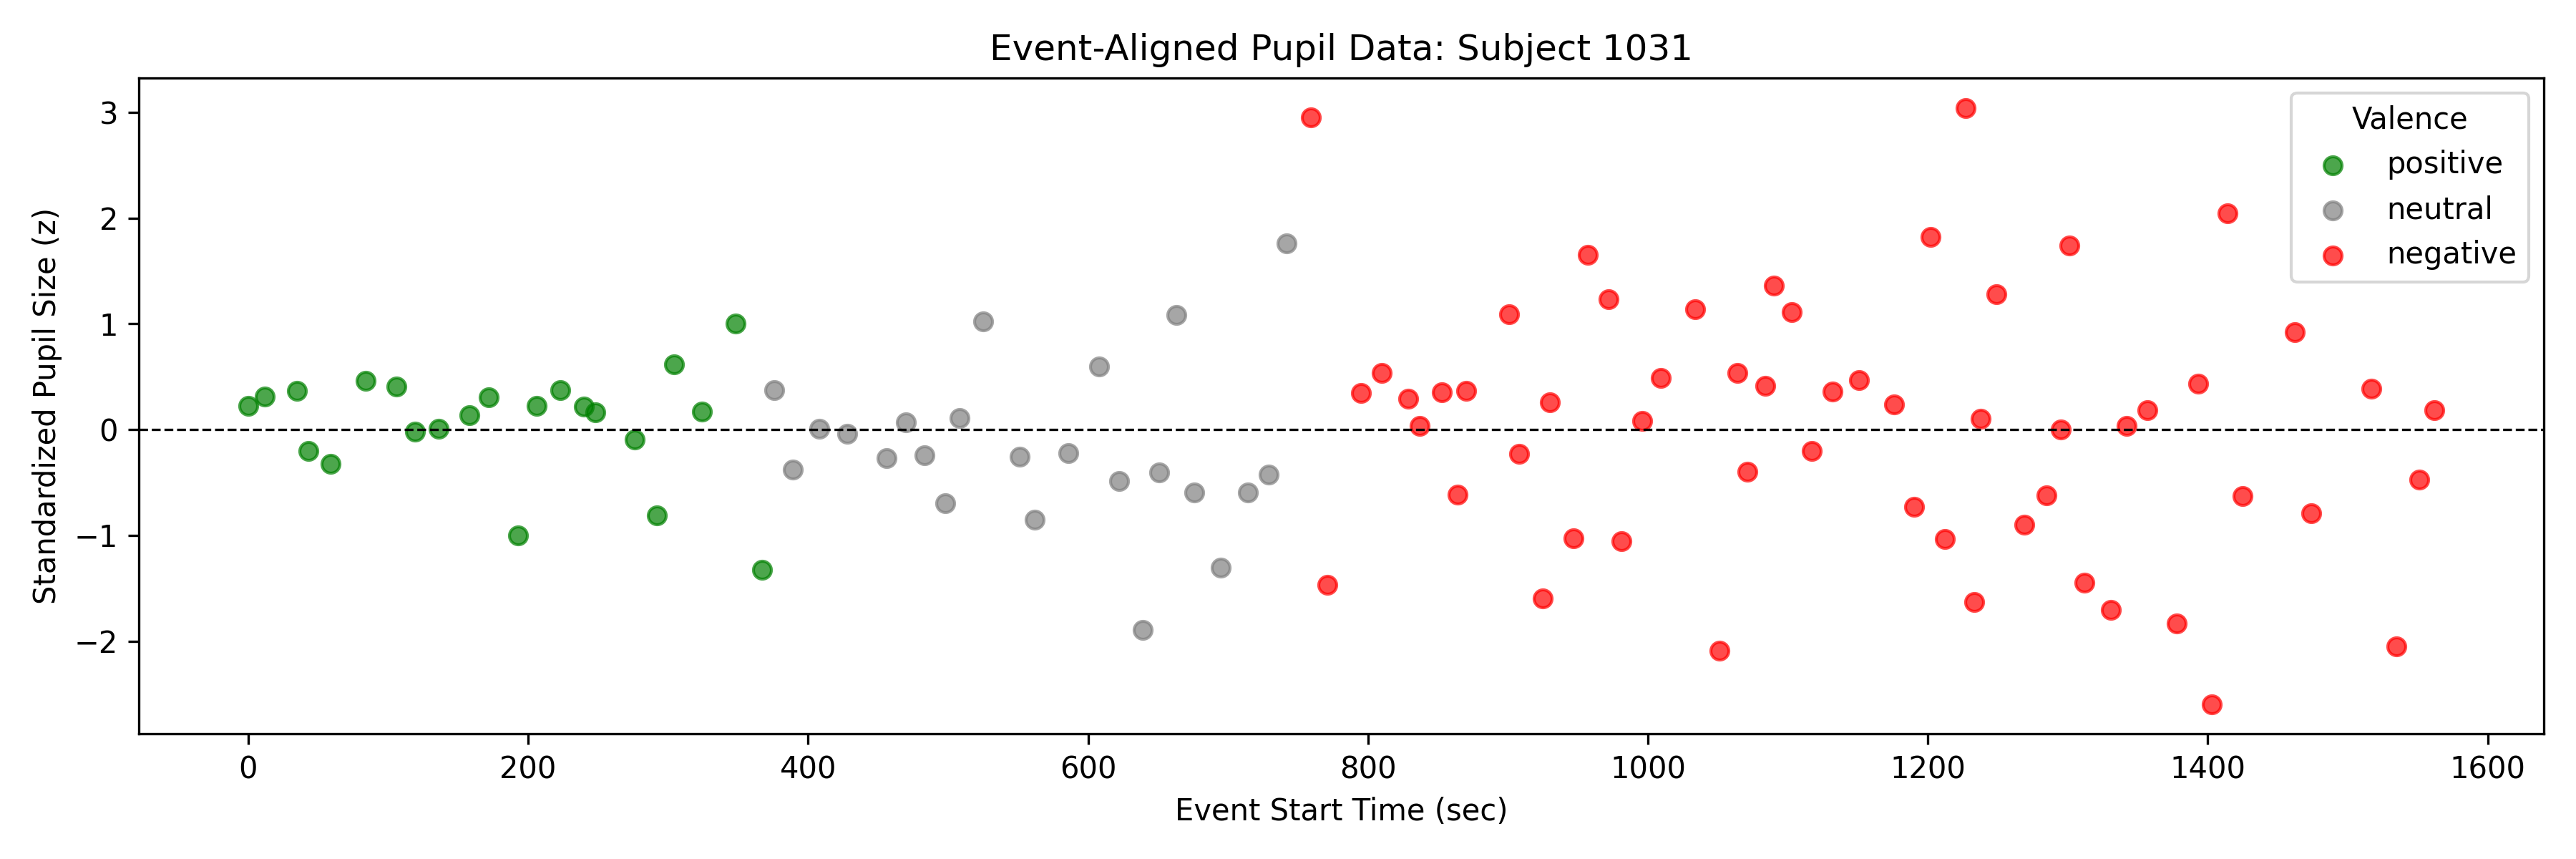 Event-Aligned Pupil Data: Subject 1031
Standardized Pupil Size (z)
3
2
1
0
−1
−2
Valence
positive
neutral
negative
0 200 400 600 800 1000 1200 1400 1600
Event Start Time (sec)